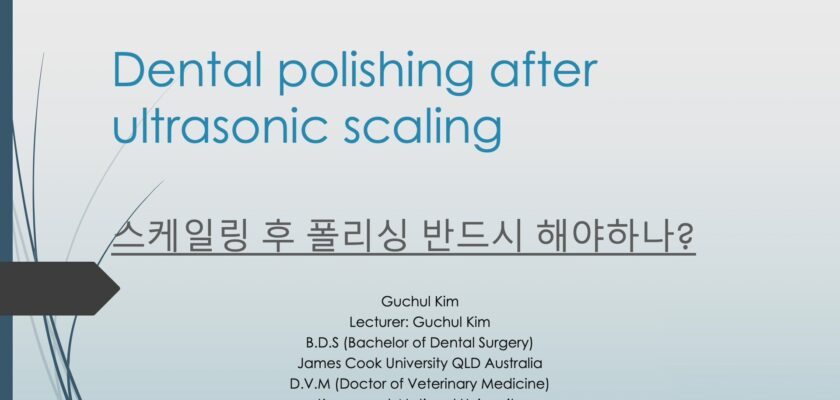 Dental polishing after
ultrasonic scaling
스케일링 후 폴리싱 반드시 해야하나?
Guchul Kim
Lecturer: Guchul Kim
B.D.S (Bachelor of Dental Surgery)
James Cook University QLD Australia
D.V.M (Doctor of Veterinary Medicine)